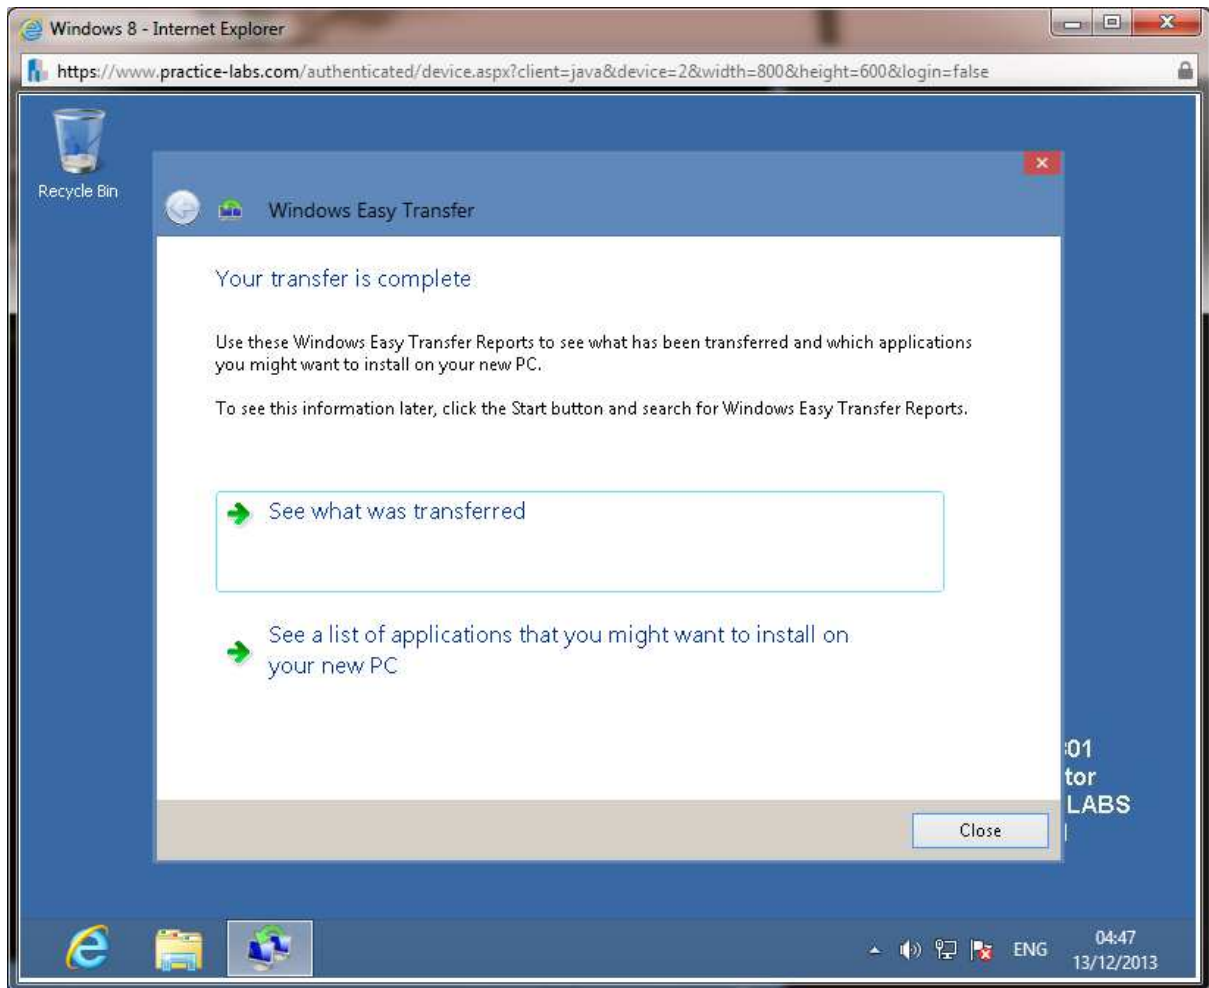 Windows 8 - Internet Explorer
https://www.practice-labs.com/authenticated/device.aspx?client=java&device=2&width=800&height=600&login=false
Recycle Bin
Windows Easy Transfer
Your transfer is complete
Use these Windows Easy Transfer Reports to see what has been transferred and which applications
you might want to install on your new PC.
To see this information later, click the Start button and search for Windows Easy Transfer Reports.
See what was transferred
See a list of applications that you might want to install on
your new PC
01
tor
LABS
Close
ENG
04:47
13/12/2013